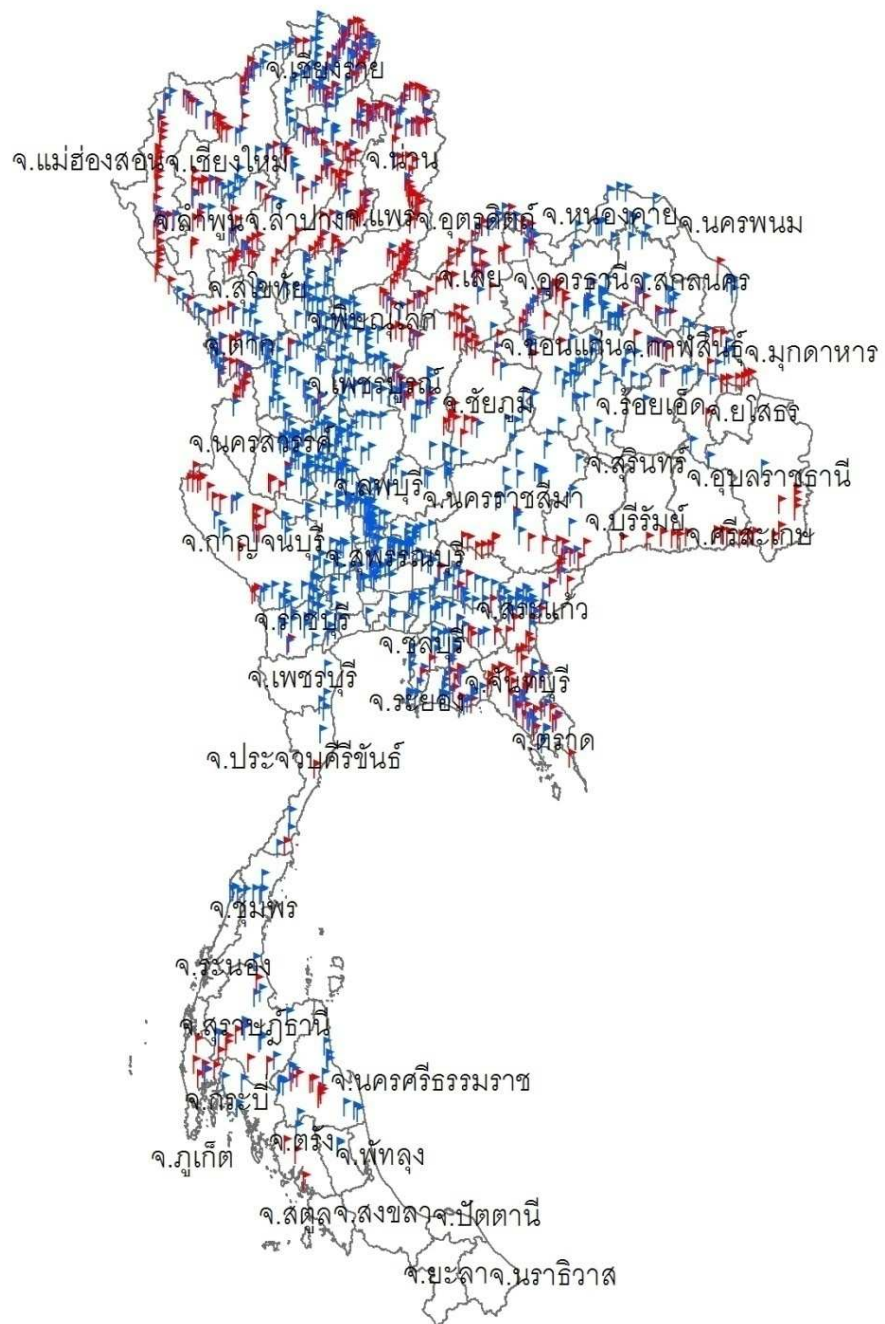 จ.เชียงราย
จ.แม่ฮ่องสอน จ.เชียงใหม่ จ.น่าน
จ.ลำพูน จ.ลำปาง จ.แพร่ จ.อุตรดิตถ์ จ.หนองคาย จ.นครพนม
จ.สุโขทัย จ.เลย จ.อุดรธานี จ.สกลนคร
จ.พิษณุโลก
จ.ตาก จ.ขอนแก่น จ.กาฬสินธุ์ จ.มุกดาหาร
จ.เพชรบูรณ์ จ.ชัยภูมิ จ.ร้อยเอ็ด จ.ยโสธร
จ.นครสวรรค์ จ.สุรินทร์ จ.อุบลราชธานี
จ.ลพบุรี จ.นครราชสีมา
จ.กาญจนบุรี จ.สุพรรณบุรี จ.บุรีรัมย์ จ.ศรีสะเกษ
จ.ราชบุรี จ.สระแก้ว
จ.ชลบุรี
จ.เพชรบุรี จ.ระยอง จ.จันทบุรี
จ.ประจวบคีรีขันธ์ จ.ตราด
จ.ชุมพร
จ.ระนอง
จ.สุราษฎ์ธานี
จ.กระบี่ จ.นครศรีธรรมราช
จ.ภูเก็ต จ.ตรัง จ.พัทลุง
จ.สตูล จ.สงขลา จ.ปัตตานี
จ.ยะลา จ.นราธิวาส